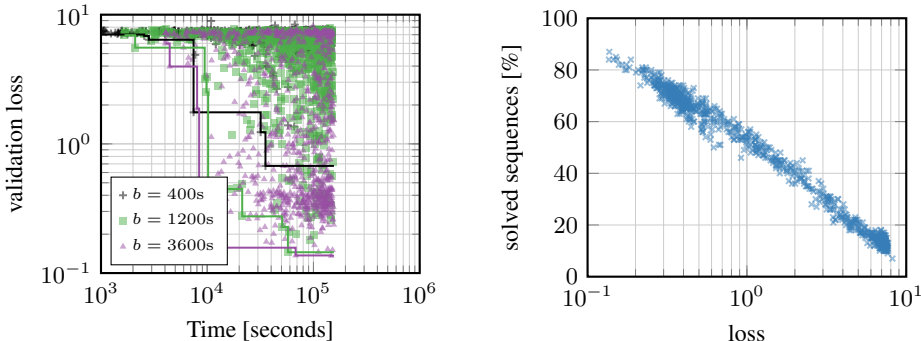 10^1
10^0
10^-1
validation loss
b = 400s
b = 1200s
b = 3600s
10^3 10^4 10^5 10^6
Time [seconds]
100
80
60
40
20
0
solved sequences [%]
10^-1 10^0 10^1
loss